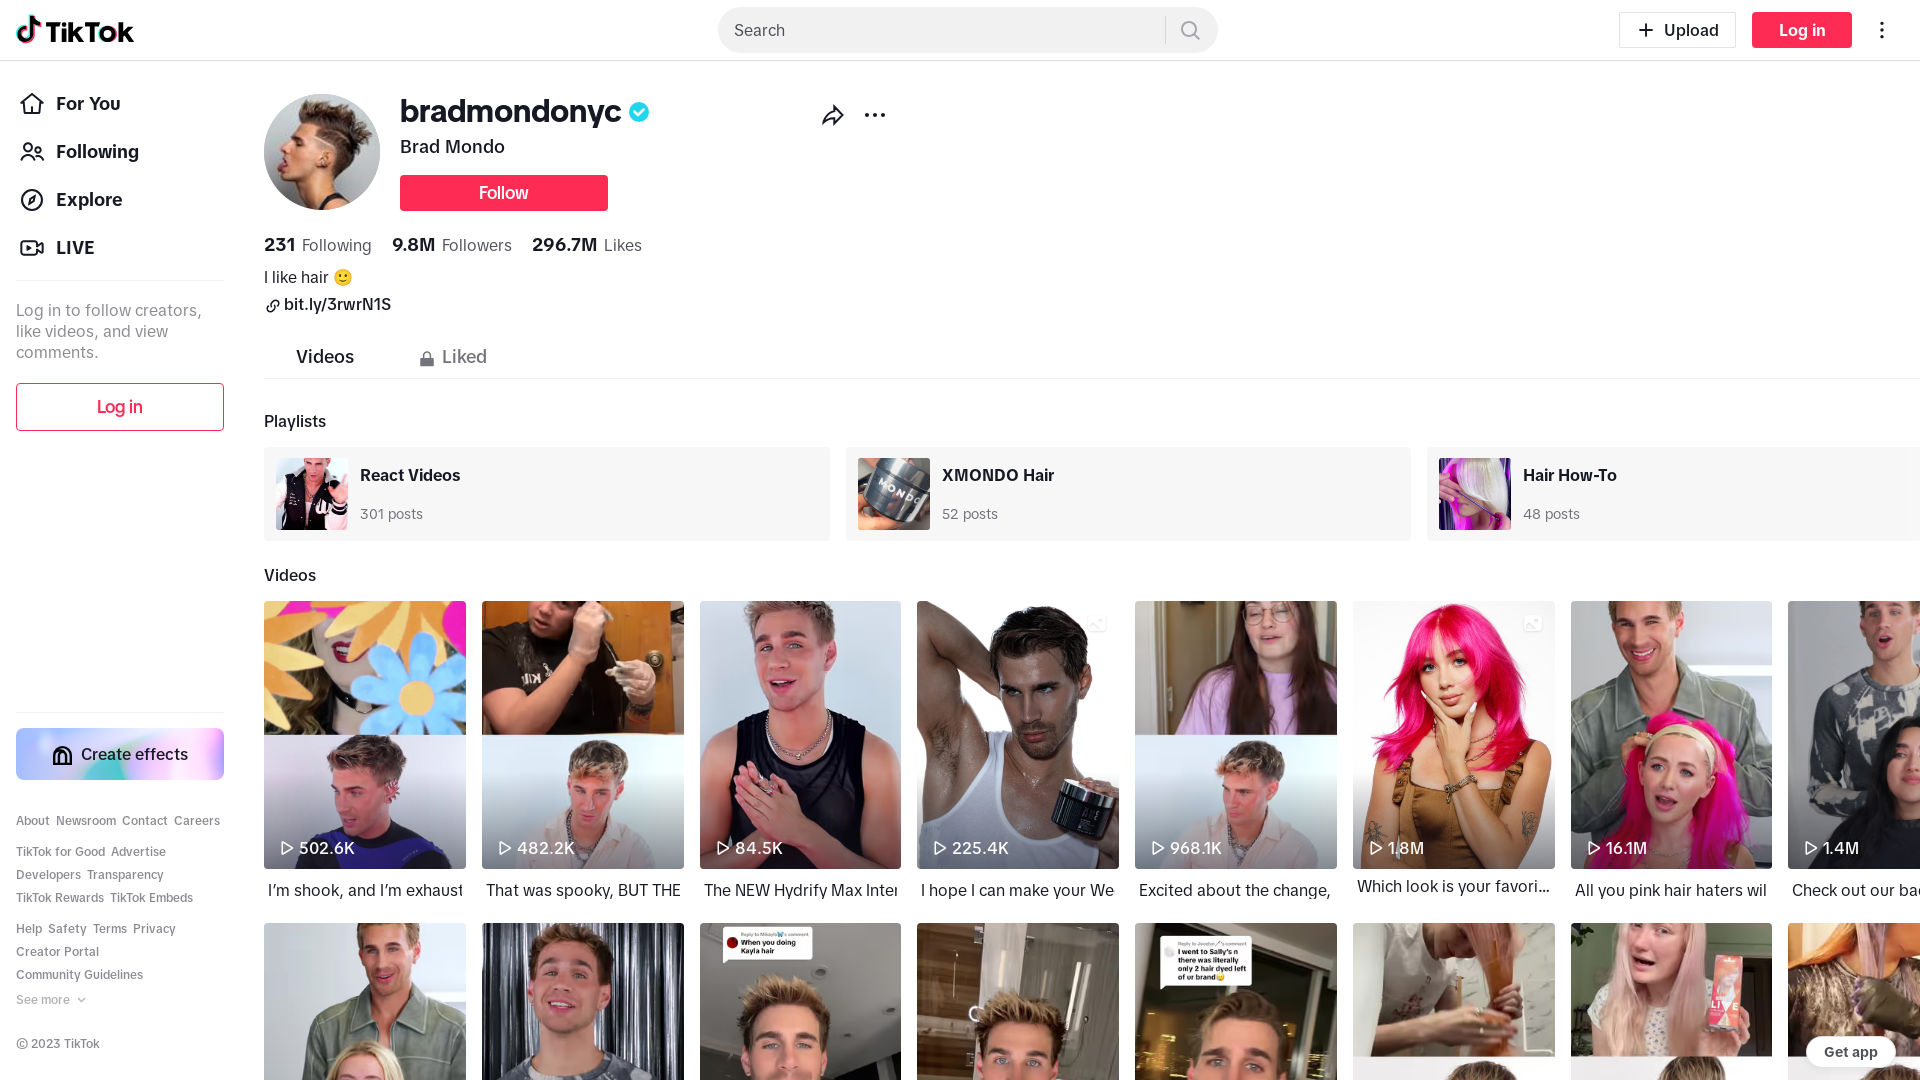 TikTok
Search
Upload
Log in
For You
Following
Explore
LIVE
Log in to follow creators,
like videos, and view
comments.
Log in
Create effects
About Newsroom Contact Careers
TikTok for Good Advertise
Developers Transparency
TikTok Rewards TikTok Embeds
Help Safety Terms Privacy
Creator Portal
Community Guidelines
See more
© 2023 TikTok
bradmondonyc
Brad Mondo
Follow
231 Following 9.8M Followers 296.7M Likes
I like hair 🙂
bit.ly/3rwrN1S
Videos Liked
Playlists
React Videos
301 posts
XMONDO Hair
52 posts
MONDO
Hair How-To
48 posts
Videos
502.6K
482.2K
84.5K
225.4K
968.1K
1.8M
16.1M
1.4M
I'm shook, and I'm exhaust
That was spooky, BUT THE
The NEW Hydrify Max Inter
I hope I can make your We
Excited about the change,
Which look is your favori...
All you pink hair haters wil
Check out our ba
When you doing
Kayla hair
Reply to Jocelyn's comment
I went to Sally's n
there was literally
only 2 hair dyed left
of ur brand
Get app